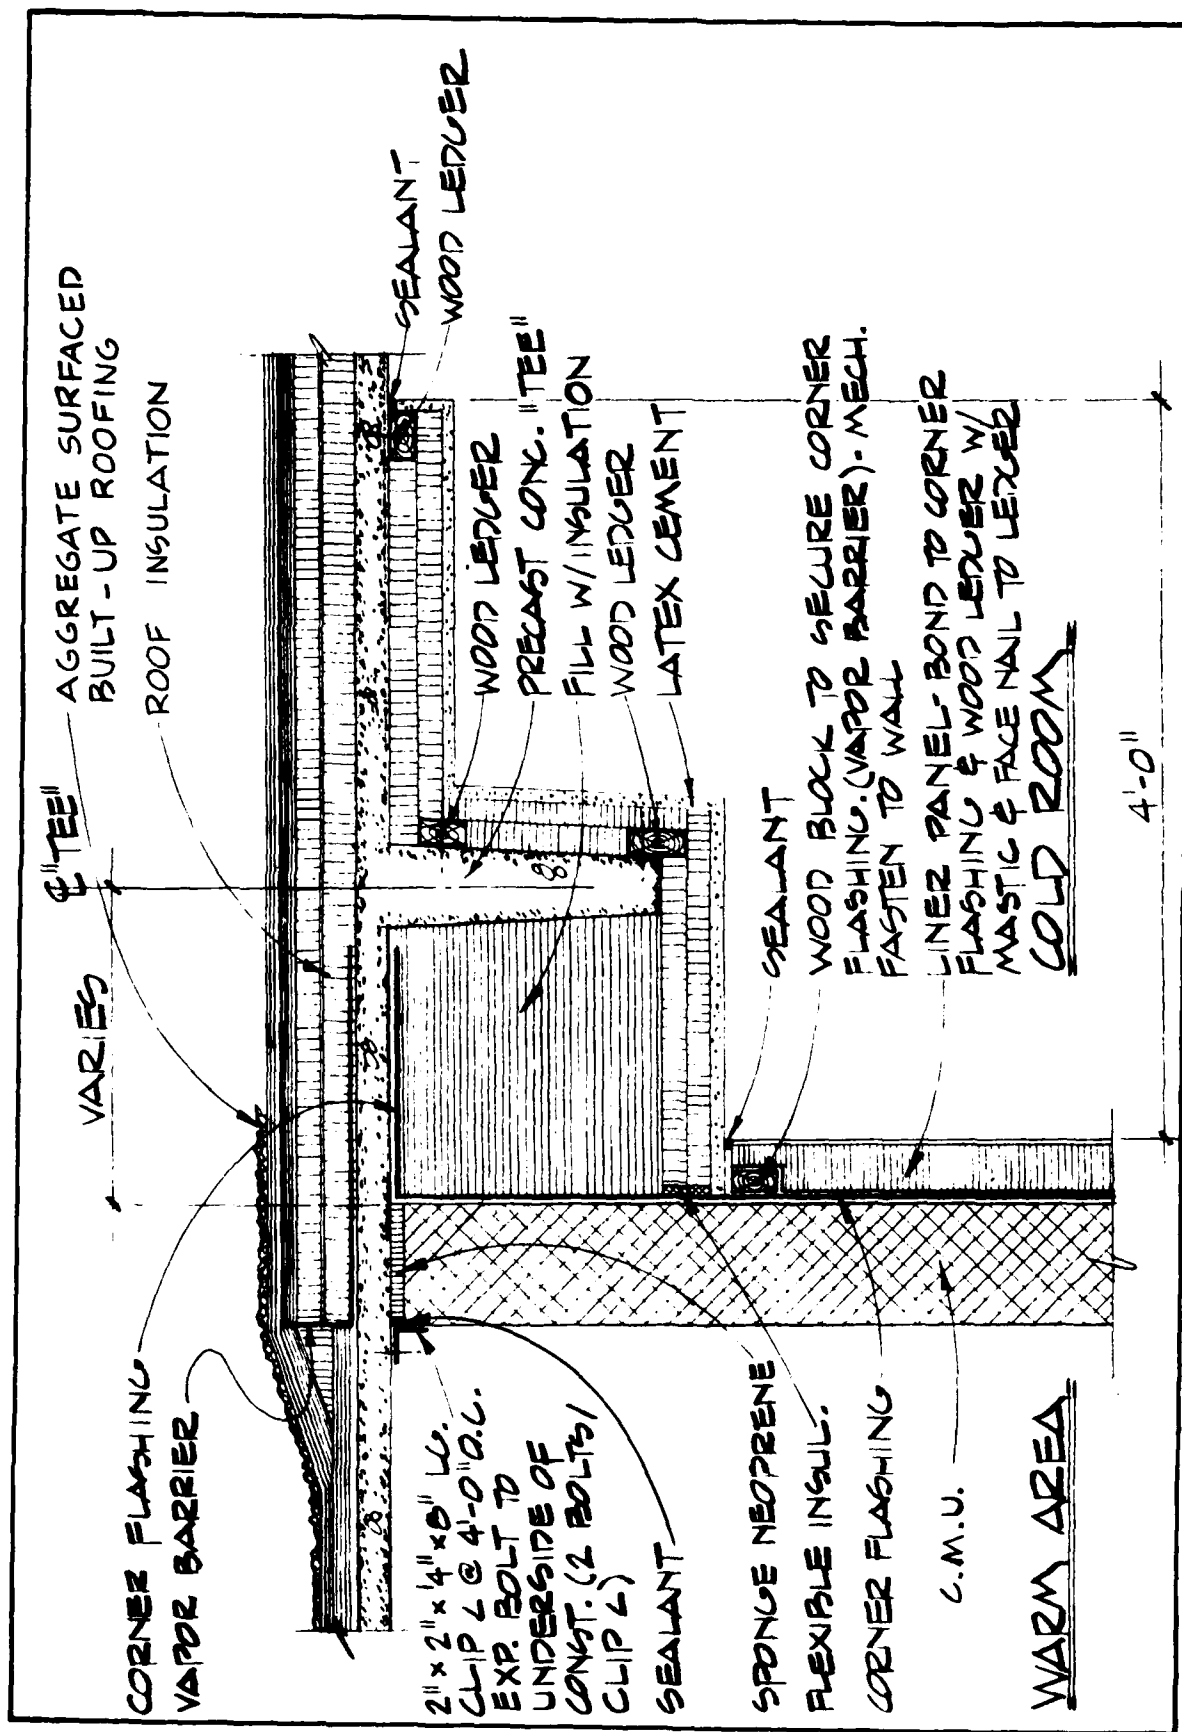 CORNER FLASHING
VAPOR BARRIER
VARIES
℄ "TEE"
AGGREGATE SURFACED
BUILT-UP ROOFING
ROOF INSULATION
SEALANT
WOOD LEDGER
2" x 2" x ¼" x 8" LG.
CLIP L @ 4'-0" O.C.
EXP. BOLT TO
UNDERSIDE OF
CONST. (2 BOLTS/
CLIP L)
SEALANT
WOOD LEDGER
PRECAST CONC. "TEE"
FILL W/ INSULATION
WOOD LEDGER
LATEX CEMENT
SPONGE NEOPRENE
FLEXIBLE INSUL.
CORNER FLASHING
C.M.U.
WARM AREA
SEALANT
WOOD BLOCK TO SECURE CORNER
FLASHING. (VAPOR BARRIER). MECH.
FASTEN TO WALL
LINER PANEL-BOND TO CORNER
FLASHING & WOOD LEDGER W/
MASTIC & FACE NAIL TO LEDGER
COLD ROOM
4'-0"